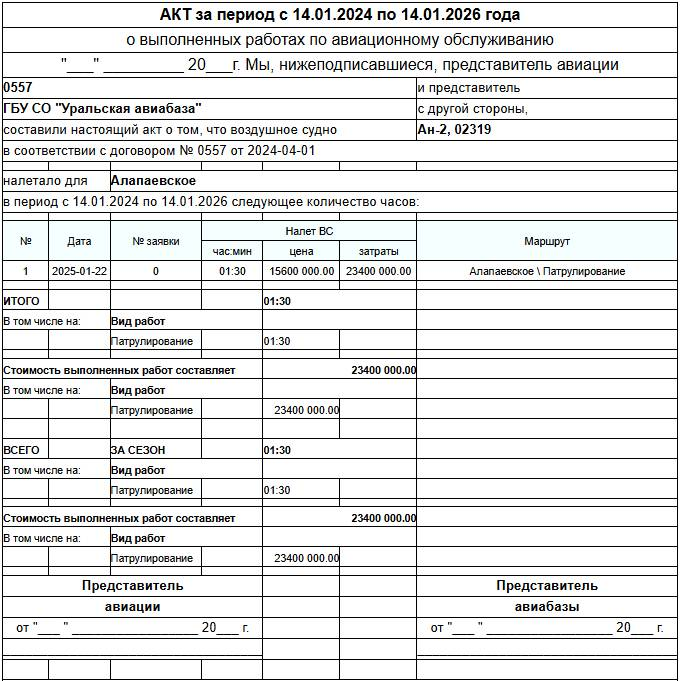 АКТ за период с 14.01.2024 по 14.01.2026 года
о выполненных работах по авиационному обслуживанию
"___" __________ 20___г. Мы, нижеподписавшиеся, представитель авиации
0557 и представитель
ГБУ СО "Уральская авиабаза" с другой стороны,
составили настоящий акт о том, что воздушное судно Ан-2, 02319
в соответствии с договором № 0557 от 2024-04-01
налетало для Алапаевское
в период с 14.01.2024 по 14.01.2026 следующее количество часов:
№ Дата № заявки Налет ВС Маршрут
час:мин цена затраты
1 2025-01-22 0 01:30 15600 000.00 23400 000.00 Алапаевское \ Патрулирование
ИТОГО 01:30
В том числе на: Вид работ
Патрулирование 01:30
Стоимость выполненных работ составляет 23400 000.00
В том числе на: Вид работ
Патрулирование 23400 000.00
ВСЕГО ЗА СЕЗОН 01:30
В том числе на: Вид работ
Патрулирование 01:30
Стоимость выполненных работ составляет 23400 000.00
В том числе на: Вид работ
Патрулирование 23400 000.00
Представитель Представитель
авиации авиабазы
от "___ " ___________________ 20___ г. от "___ " ___________________ 20___ г.